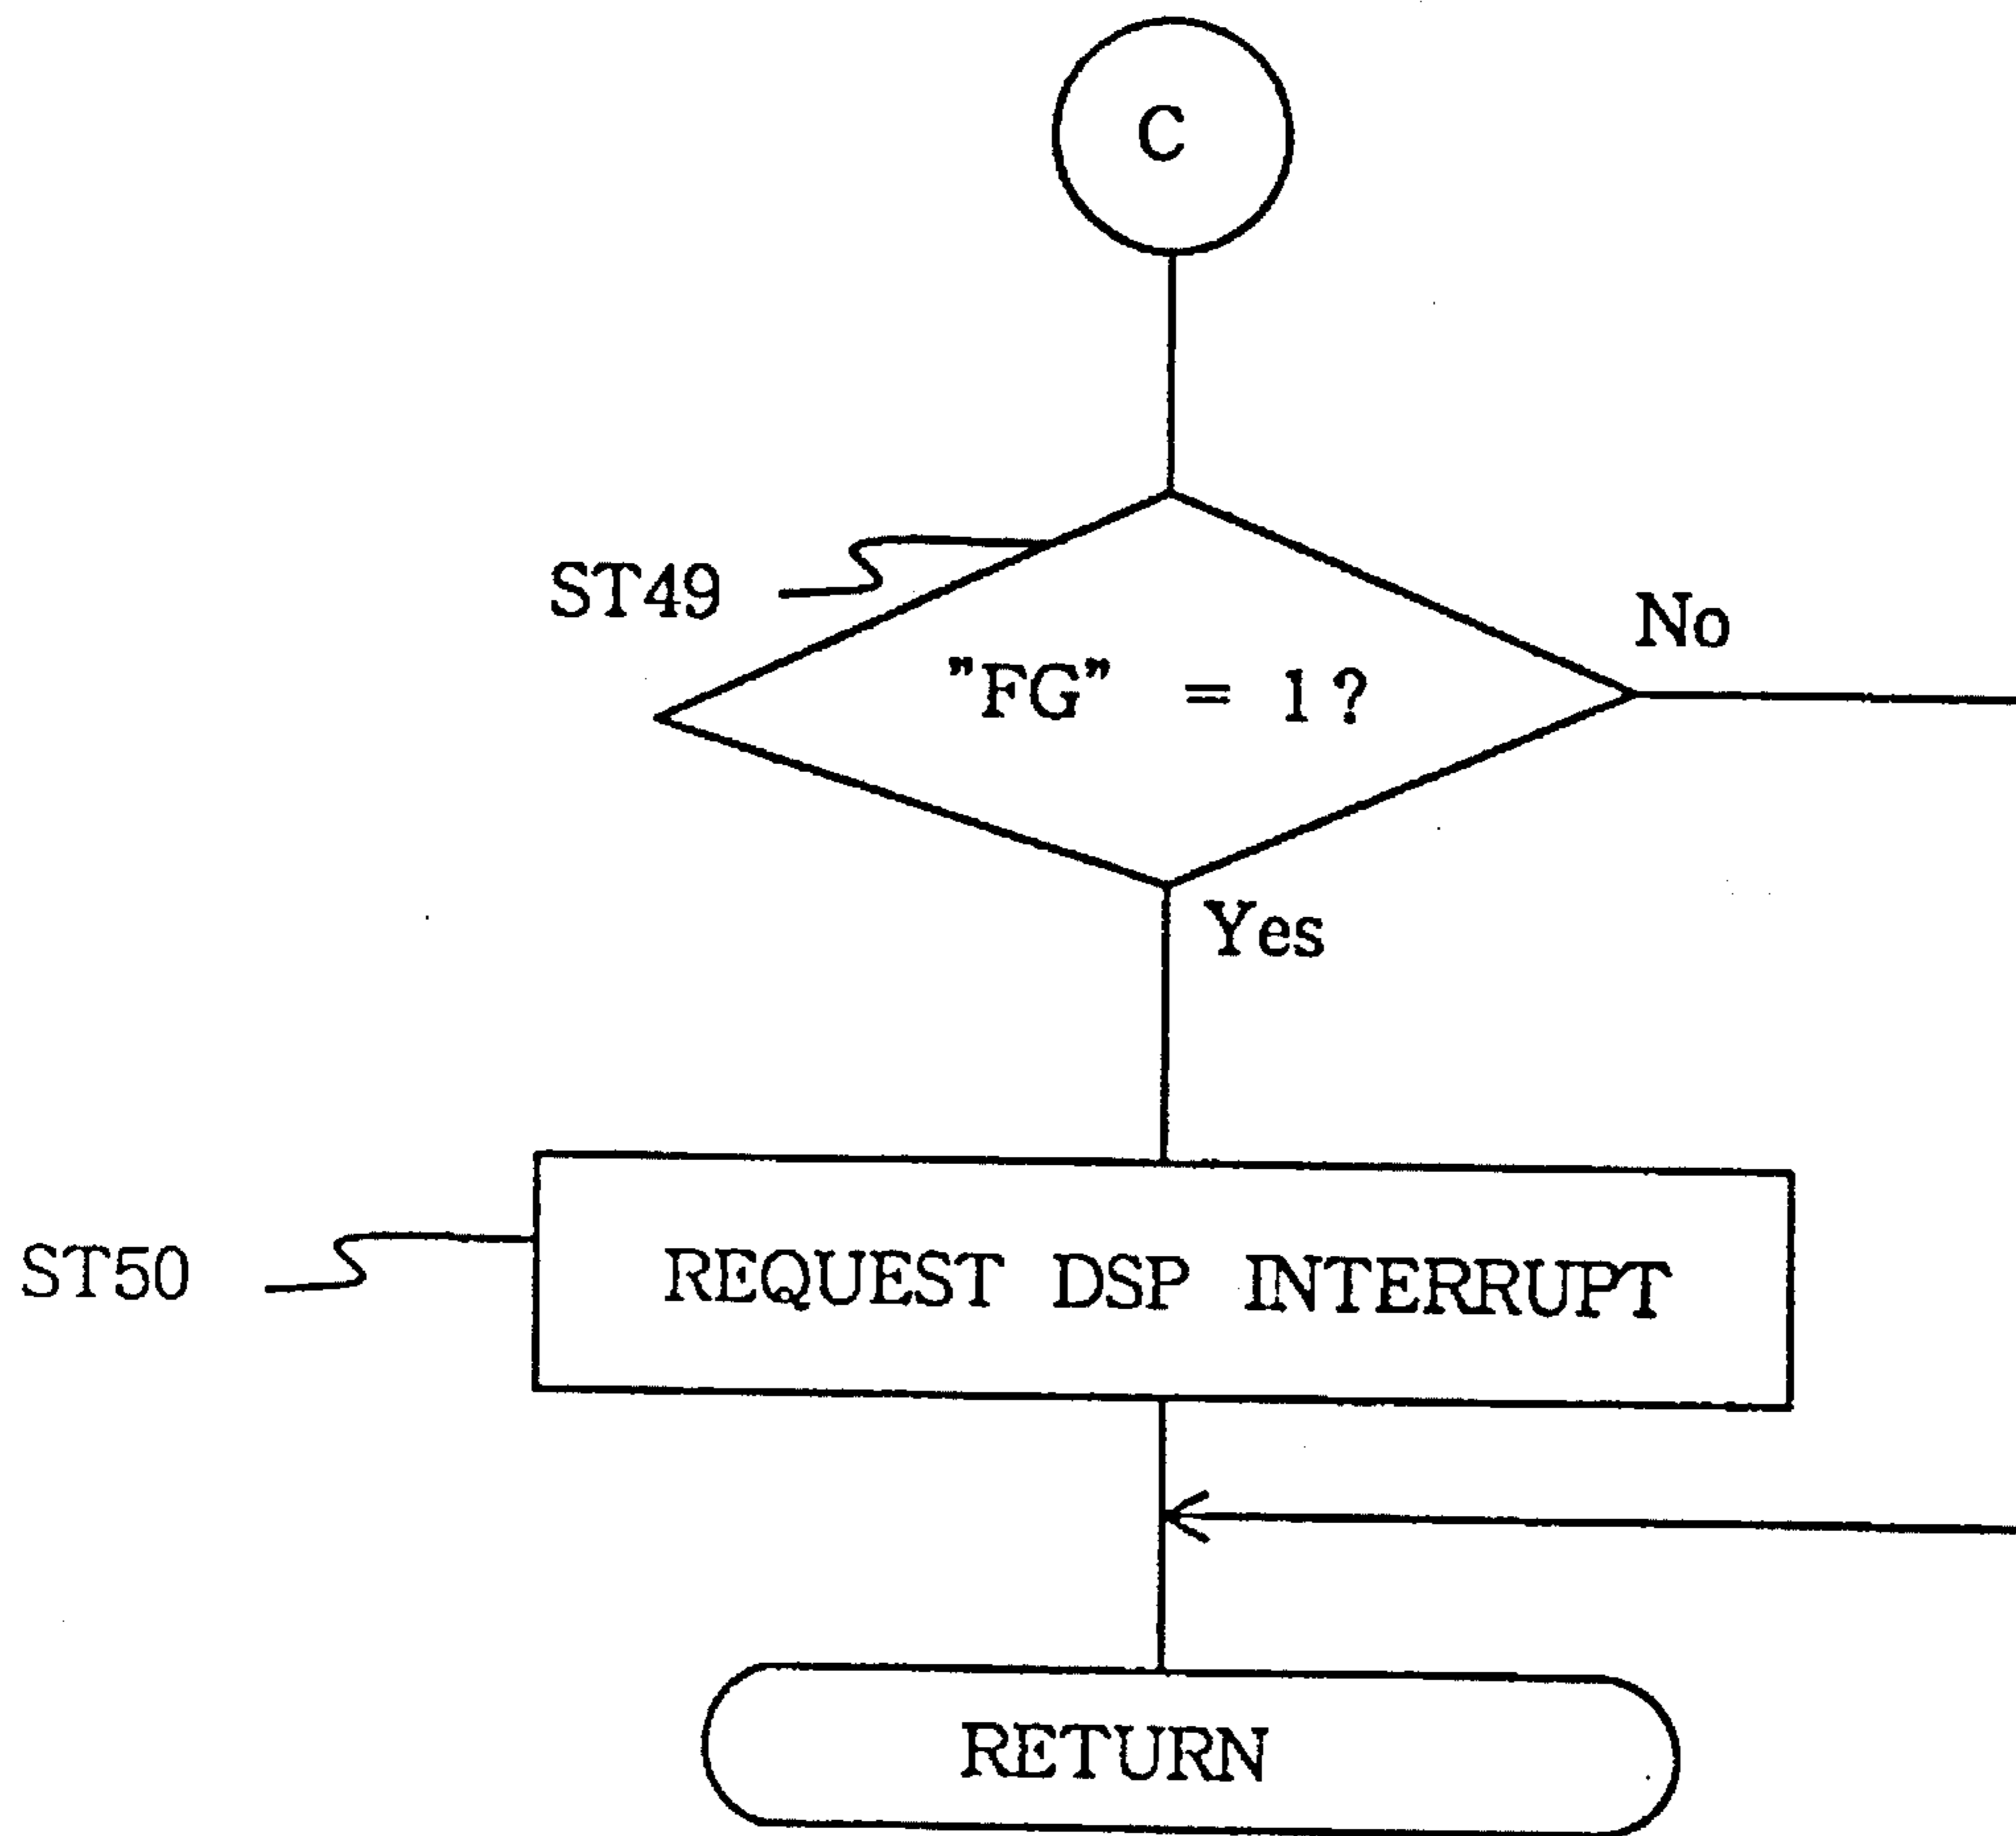 C
ST49
"FG" = 1?
No
Yes
ST50
REQUEST DSP INTERRUPT
RETURN